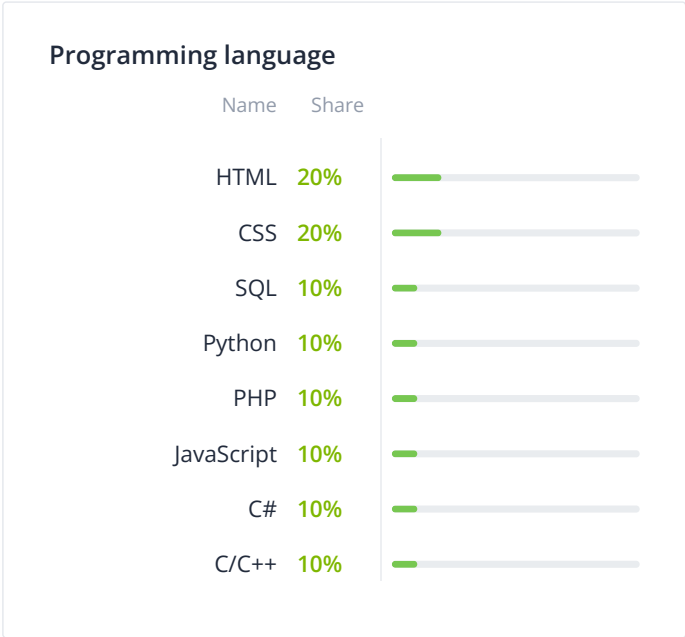 Programming language
Name Share
HTML 20%
CSS 20%
SQL 10%
Python 10%
PHP 10%
JavaScript 10%
C# 10%
C/C++ 10%